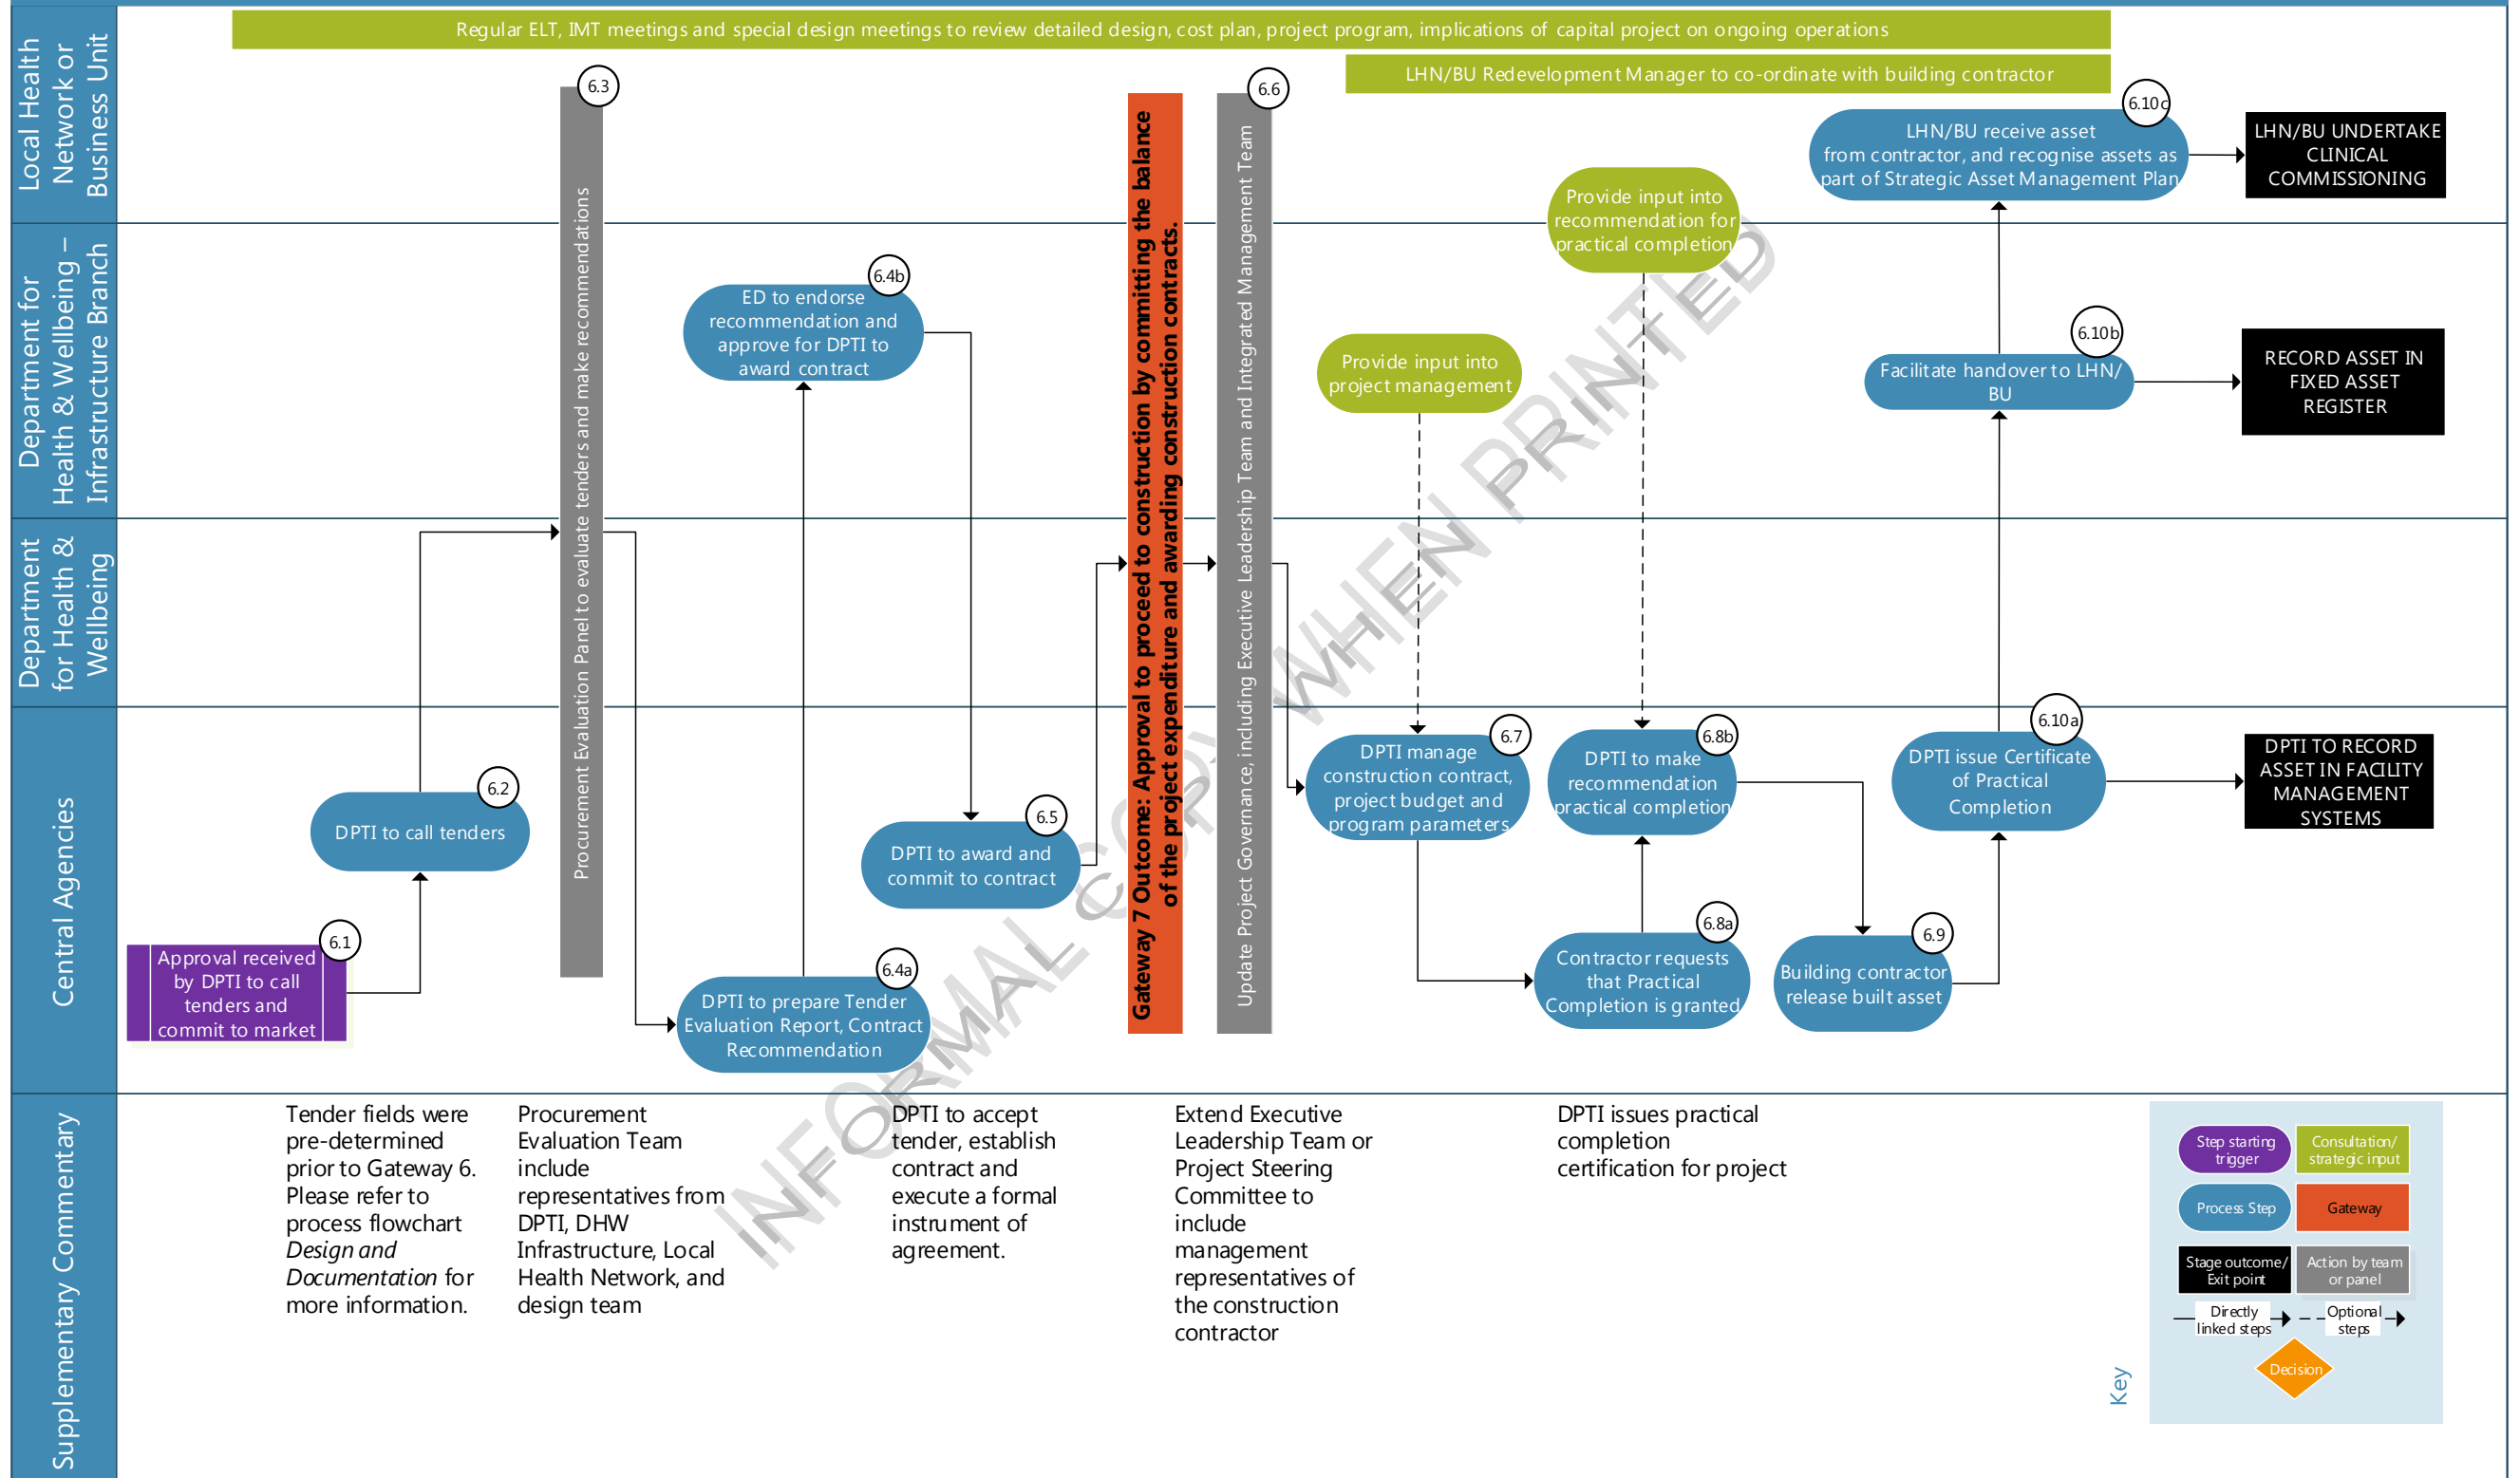 Regular ELT, IMT meetings and special design meetings to review detailed design, cost plan, project program, implications of capital project on ongoing operations
LHN/BU Redevelopment Manager to co-ordinate with building contractor
Local Health
Network or
Business Unit
6.10c
LHN/BU receive asset
from contractor, and recognise assets as
part of Strategic Asset Management Plan
LHN/BU UNDERTAKE
CLINICAL
COMMISSIONING
Provide input into
recommendation for
practical completion
Department for
Health & Wellbeing –
Infrastructure Branch
6.3
Procurement Evaluation Panel to evaluate tenders and make recommendations
6.4b
ED to endorse
recommendation and
approve for DPTI to
award contract
Gateway 7 Outcome: Approval to proceed to construction by committing the balance
of the project expenditure and awarding construction contracts.
6.6
Update Project Governance, including Executive Leadership Team and Integrated Management Team
Provide input into
project management
6.10b
Facilitate handover to LHN/
BU
RECORD ASSET IN
FIXED ASSET
REGISTER
Department
for Health &
Wellbeing
Central Agencies
6.1
Approval received
by DPTI to call
tenders and
commit to market
6.2
DPTI to call tenders
6.4a
DPTI to prepare Tender
Evaluation Report, Contract
Recommendation
6.5
DPTI to award and
commit to contract
6.7
DPTI manage
construction contract,
project budget and
program parameters
6.8b
DPTI to make
recommendation
practical completion
6.8a
Contractor requests
that Practical
Completion is granted
6.9
Building contractor
release built asset
6.10a
DPTI issue Certificate
of Practical
Completion
DPTI TO RECORD
ASSET IN FACILITY
MANAGEMENT
SYSTEMS
INFORMAL COPY WHEN PRINTED
Supplementary Commentary
Tender fields were
pre-determined
prior to Gateway 6.
Please refer to
process flowchart
Design and
Documentation for
more information.
Procurement
Evaluation Team
include
representatives from
DPTI, DHW
Infrastructure, Local
Health Network, and
design team
DPTI to accept
tender, establish
contract and
execute a formal
instrument of
agreement.
Extend Executive
Leadership Team or
Project Steering
Committee to
include
management
representatives of
the construction
contractor
DPTI issues practical
completion
certification for project
Key
Step starting
trigger
Consultation/
strategic input
Process Step
Gateway
Stage outcome/
Exit point
Action by team
or panel
Directly
linked steps
Optional
steps
Decision